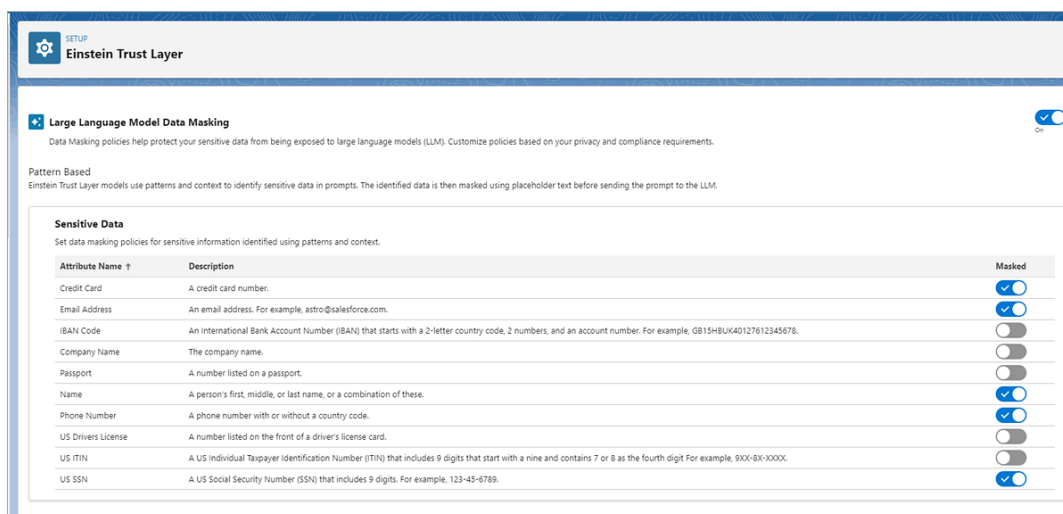 SETUP
Einstein Trust Layer
Large Language Model Data Masking
On
Data Masking policies help protect your sensitive data from being exposed to large language models (LLM). Customize policies based on your privacy and compliance requirements.
Pattern Based
Einstein Trust Layer models use patterns and context to identify sensitive data in prompts. The identified data is then masked using placeholder text before sending the prompt to the LLM.
Sensitive Data
Set data masking policies for sensitive information identified using patterns and context.
Attribute Name ↑ Description Masked
Credit Card A credit card number.
Email Address An email address. For example, astro@salesforce.com.
IBAN Code An International Bank Account Number (IBAN) that starts with a 2-letter country code, 2 numbers, and an account number. For example, GB15HBUK40127612345678.
Company Name The company name.
Passport A number listed on a passport.
Name A person's first, middle, or last name, or a combination of these.
Phone Number A phone number with or without a country code.
US Drivers License A number listed on the front of a driver's license card.
US ITIN A US Individual Taxpayer Identification Number (ITIN) that includes 9 digits that start with a nine and contains 7 or 8 as the fourth digit For example, 9XX-8X-XXXX.
US SSN A US Social Security Number (SSN) that includes 9 digits. For example, 123-45-6789.